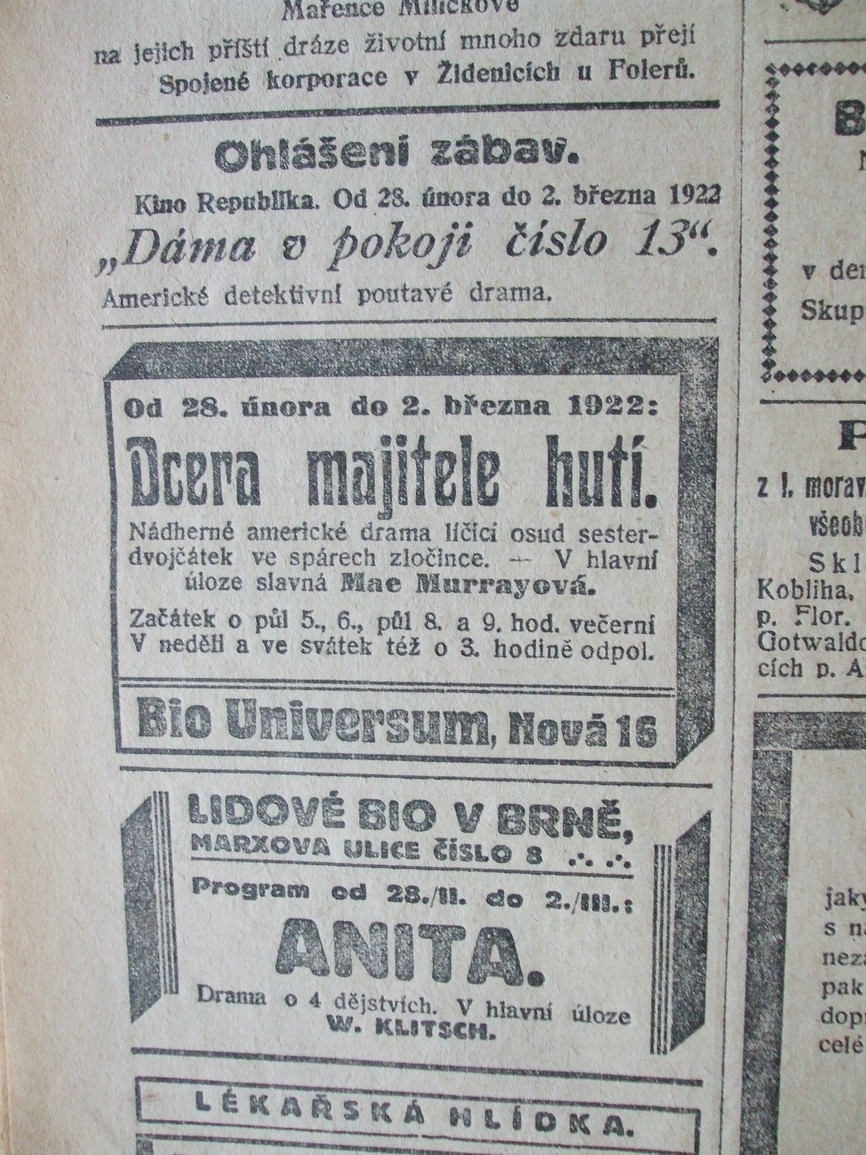 Mařence Miličkové
na jejich příští dráze životní mnoho zdaru přejí
Spojené korporace v Židenicích u Folerů.
Ohlášení zábav.
Kino Republika. Od 28. února do 2. března 1922
„Dáma v pokoji číslo 13“.
Americké detektivní poutavé drama.
Od 28. února do 2. března 1922:
Dcera majitele hutí.
Nádherné americké drama líčící osud sester-
dvojčátek ve spárech zločince. — V hlavní
úloze slavná Mae Murrayová.
Začátek o půl 5., 6., půl 8. a 9. hod. večerní
V neděli a ve svátek též o 3. hodině odpol.
Bio Universum, Nová 16
LIDOVÉ BIO V BRNĚ,
MARXOVA ULICE ČÍSLO 8
Program od 28./II. do 2./III.:
ANITA.
Drama o 4 dějstvích. V hlavní úloze
W. KLITSCH.
LÉKAŘSKÁ HLÍDKA.
B
v den
Skup
P
z I. morav
všeob
Skl
Kobliha,
p. Flor.
Gotwaldo
cích p. A
jaky
s na
nezá
pak
dopr
celé